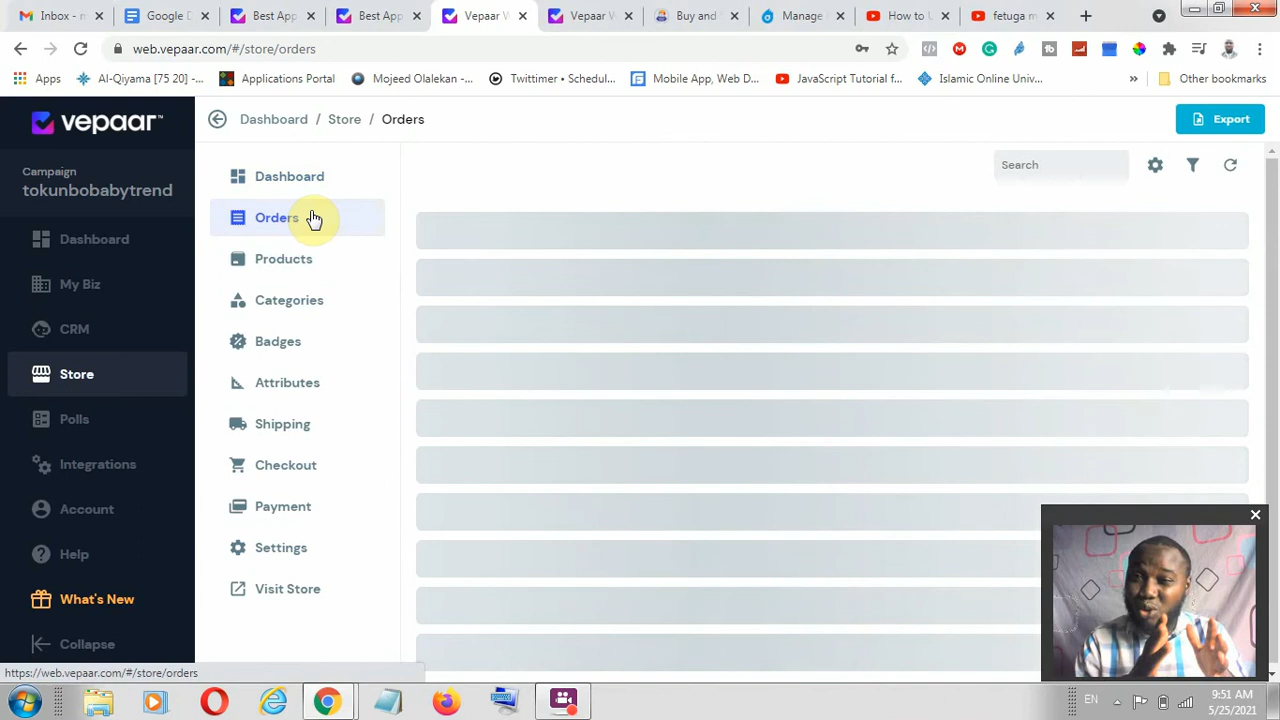 Inbox - m
Google D
Best App
Best App
Vepaar W
Vepaar W
Buy and
Manage
How to U
fetuga m
web.vepaar.com/#/store/orders
Apps
Al-Qiyama [75 20] -...
Applications Portal
Mojeed Olalekan -...
Twittimer • Schedul...
Mobile App, Web D...
JavaScript Tutorial f...
Islamic Online Univ...
»
Other bookmarks
vepaar™
Dashboard / Store / Orders
Export
Campaign
tokunbobabytrend
Dashboard
My Biz
CRM
Store
Polls
Integrations
Account
Help
What's New
Collapse
Dashboard
Orders
Products
Categories
Badges
Attributes
Shipping
Checkout
Payment
Settings
Visit Store
Search
https://web.vepaar.com/#/store/orders
EN
9:51 AM
5/25/2021